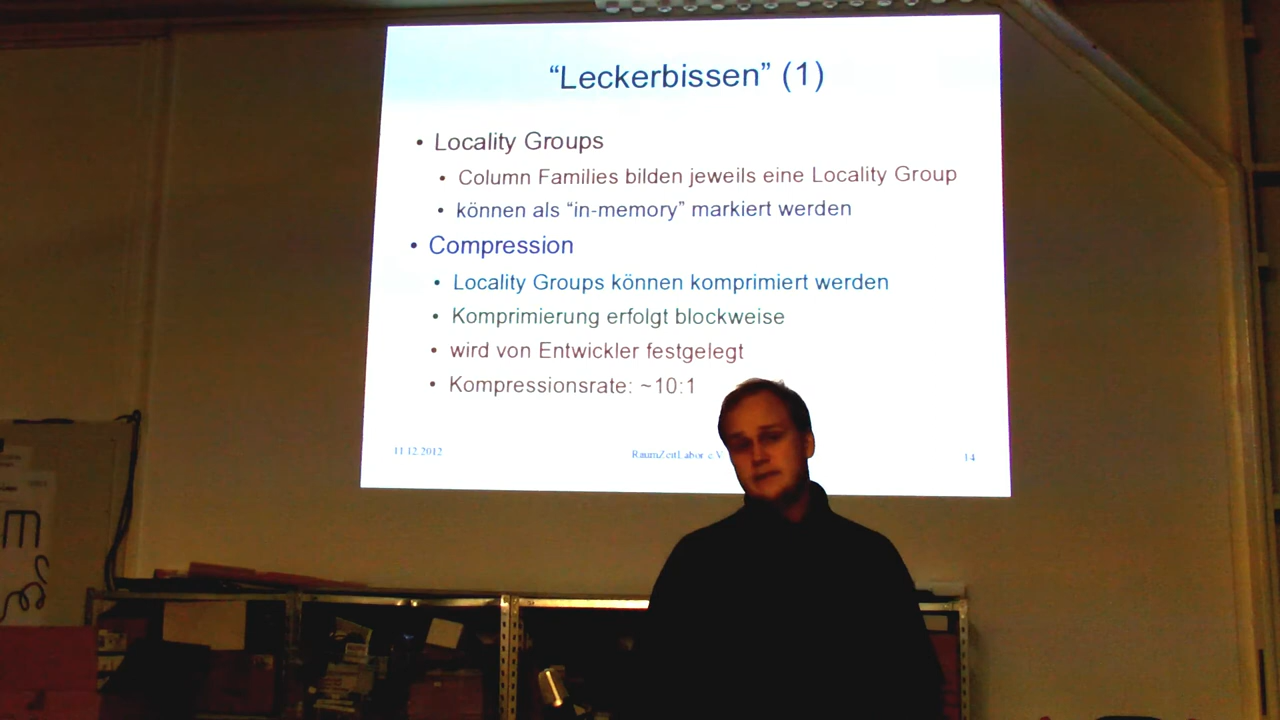 “Leckerbissen” (1)
• Locality Groups
• Column Families bilden jeweils eine Locality Group
• können als “in-memory” markiert werden
• Compression
• Locality Groups können komprimiert werden
• Komprimierung erfolgt blockweise
• wird von Entwickler festgelegt
• Kompressionsrate: ~10:1
11.12.2012 RaumZeitLabor e.V. 14